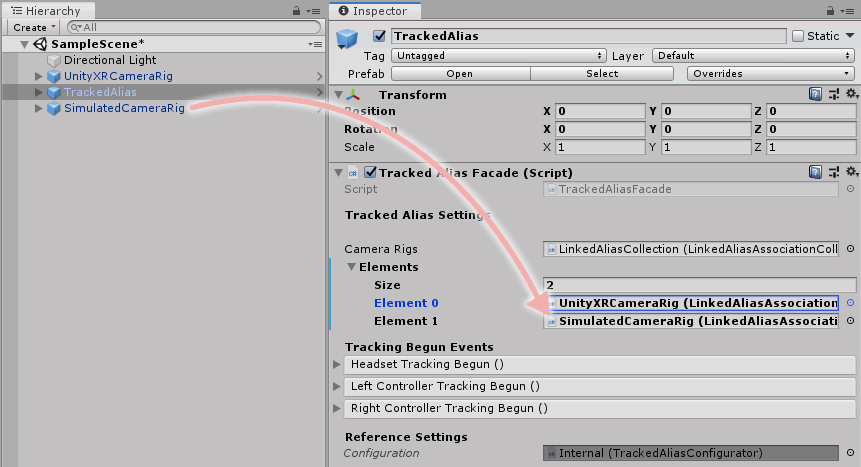 Hierarchy
Create
All
SampleScene*
Directional Light
UnityXRCameraRig
TrackedAlias
SimulatedCameraRig
Inspector
TrackedAlias Static
Tag Untagged Layer Default
Prefab Open Select Overrides
Transform
Position X 0 Y 0 Z 0
Rotation X 0 Y 0 Z 0
Scale X 1 Y 1 Z 1
Tracked Alias Facade (Script)
Script TrackedAliasFacade
Tracked Alias Settings
Camera Rigs LinkedAliasCollection (LinkedAliasAssociationColl
Elements
Size 2
Element 0 UnityXRCameraRig (LinkedAliasAssociation
Element 1 SimulatedCameraRig (LinkedAliasAssociati
Tracking Begun Events
Headset Tracking Begun ()
Left Controller Tracking Begun ()
Right Controller Tracking Begun ()
Reference Settings
Configuration Internal (TrackedAliasConfigurator)